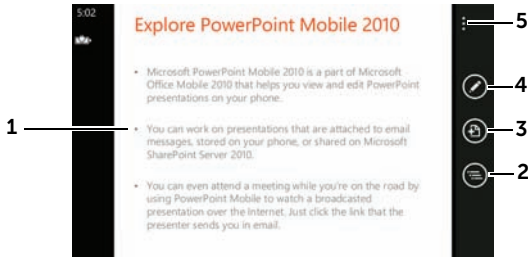 5:02
Explore PowerPoint Mobile 2010
• Microsoft PowerPoint Mobile 2010 is a part of Microsoft
Office Mobile 2010 that helps you view and edit PowerPoint
presentations on your phone.
• You can work on presentations that are attached to email
messages, stored on your phone, or shared on Microsoft
SharePoint Server 2010.
• You can even attend a meeting while you're on the road by
using PowerPoint Mobile to watch a broadcasted
presentation over the Internet. Just click the link that the
presenter sends you in email.
5
4
3
2
1